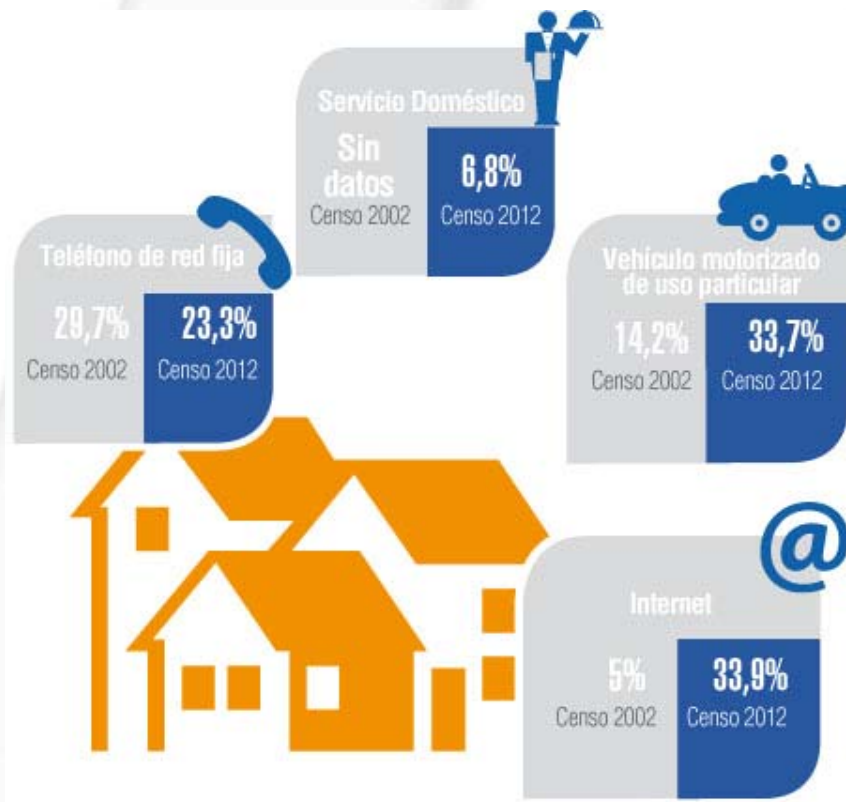 Servicio Doméstico
Sin
datos
Censo 2002
6,8%
Censo 2012
Teléfono de red fija
29,7%
Censo 2002
23,3%
Censo 2012
Vehículo motorizado
de uso particular
14,2%
Censo 2002
33,7%
Censo 2012
@
Internet
5%
Censo 2002
33,9%
Censo 2012